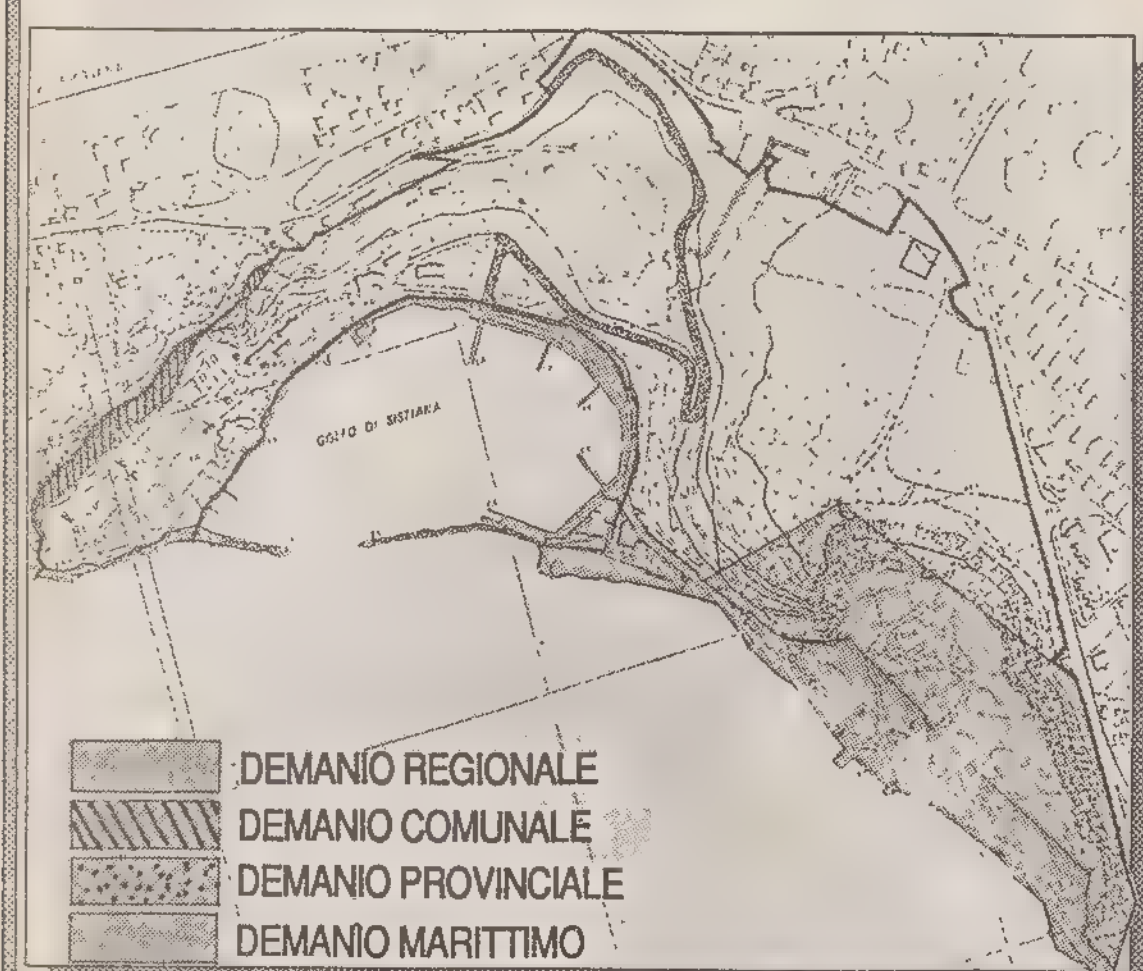 GOLFO DI SISTIANA
DEMANIO REGIONALE
DEMANIO COMUNALE
DEMANIO PROVINCIALE
DEMANIO MARITTIMO